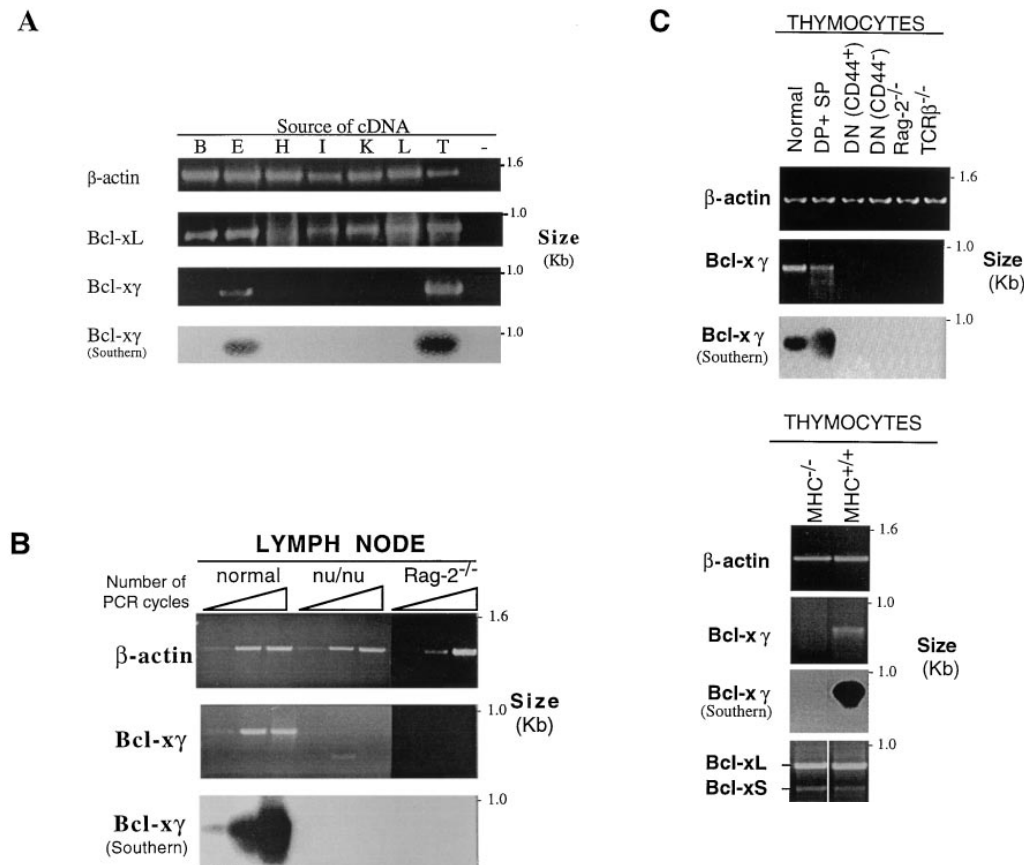 A
Source of cDNA
B E H I K L T -
β-actin
1.6
Bcl-xL
1.0
Size
(Kb)
Bcl-xγ
1.0
Bcl-xγ
(Southern)
1.0
B
LYMPH NODE
Number of
PCR cycles
normal nu/nu Rag-2-/-
β-actin
1.6
Size
(Kb)
Bcl-xγ
1.0
Bcl-xγ
(Southern)
1.0
C
THYMOCYTES
Normal
DP+ SP
DN (CD44+)
DN (CD44-)
Rag-2-/-
TCRβ-/-
β-actin
1.6
Bcl-x γ
1.0
Size
(Kb)
Bcl-x γ
(Southern)
1.0
THYMOCYTES
MHC-/-
MHC+/+
β-actin
1.6
Bcl-x γ
1.0
Size
(Kb)
Bcl-x γ
(Southern)
1.0
Bcl-xL
1.0
Bcl-xS